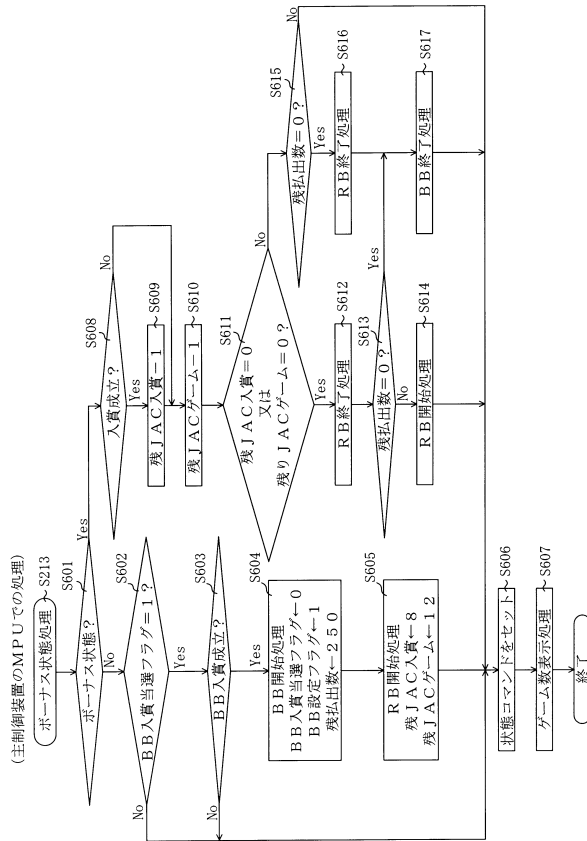 (主制御装置のMPUでの処理)
ボーナス状態処理
S213
ボーナス状態?
S601
Yes
No
BB入賞当選フラグ=1?
S602
No
Yes
BB入賞成立?
S603
No
Yes
BB開始処理
BB入賞当選フラグ←0
BB設定フラグ←1
残払出数←250
S604
RB開始処理
残JAC入賞←8
残JACゲーム←12
S605
状態コマンドをセット
S606
ゲーム数表示処理
S607
終了
入賞成立?
S608
No
Yes
残JAC入賞-1
S609
残JACゲーム-1
S610
残JAC入賞=0
又は
残りJACゲーム=0?
S611
No
Yes
RB終了処理
S612
残払出数=0?
S613
Yes
No
RB開始処理
S614
残払出数=0?
S615
No
Yes
RB終了処理
S616
BB終了処理
S617